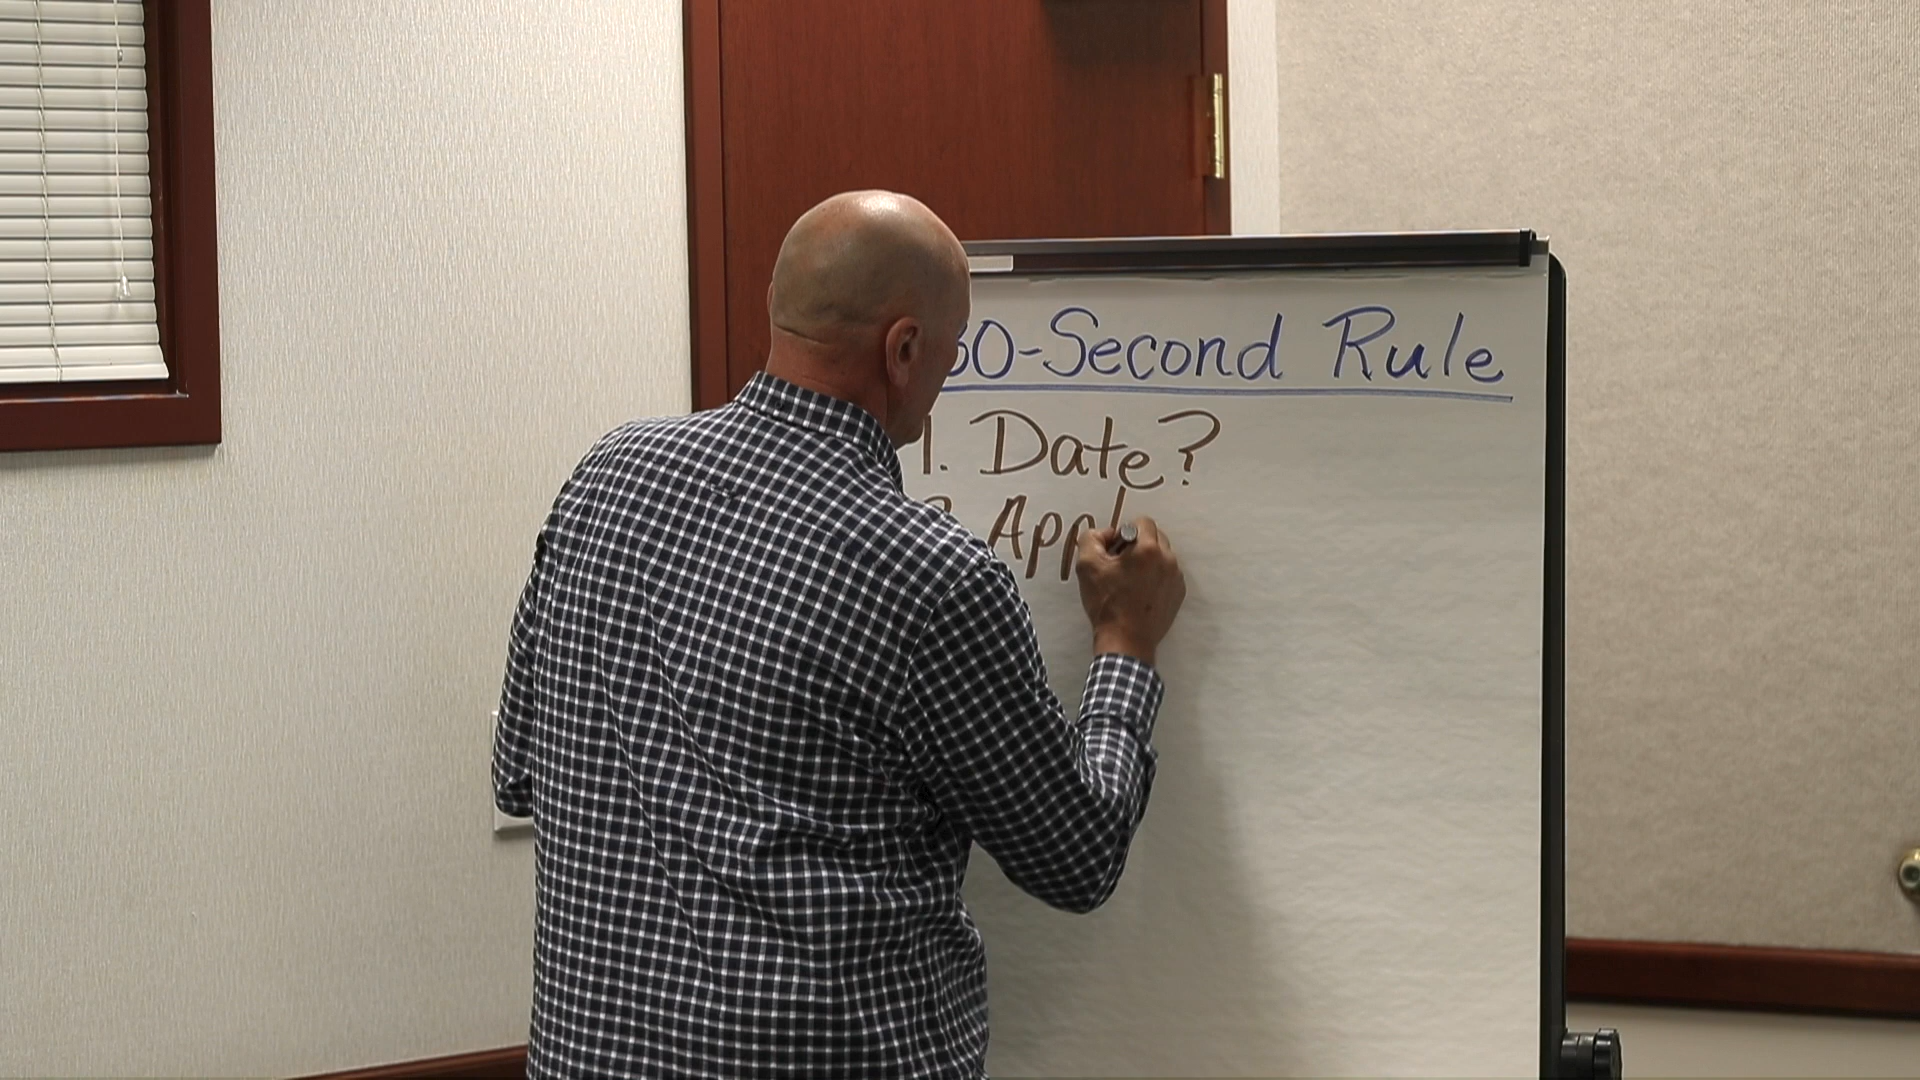 30-Second Rule
1. Date?
2. Appl